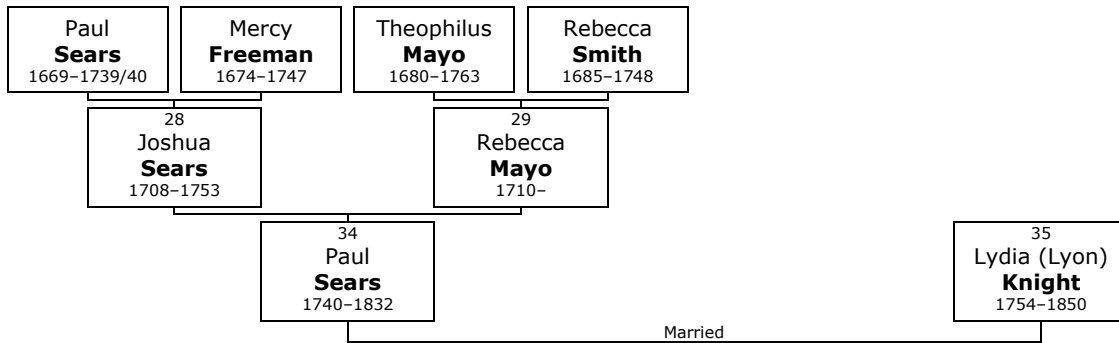 Paul
Sears
1669–1739/40
Mercy
Freeman
1674–1747
Theophilus
Mayo
1680–1763
Rebecca
Smith
1685–1748
28
Joshua
Sears
1708–1753
29
Rebecca
Mayo
1710–
34
Paul
Sears
1740–1832
35
Lydia (Lyon)
Knight
1754–1850
Married